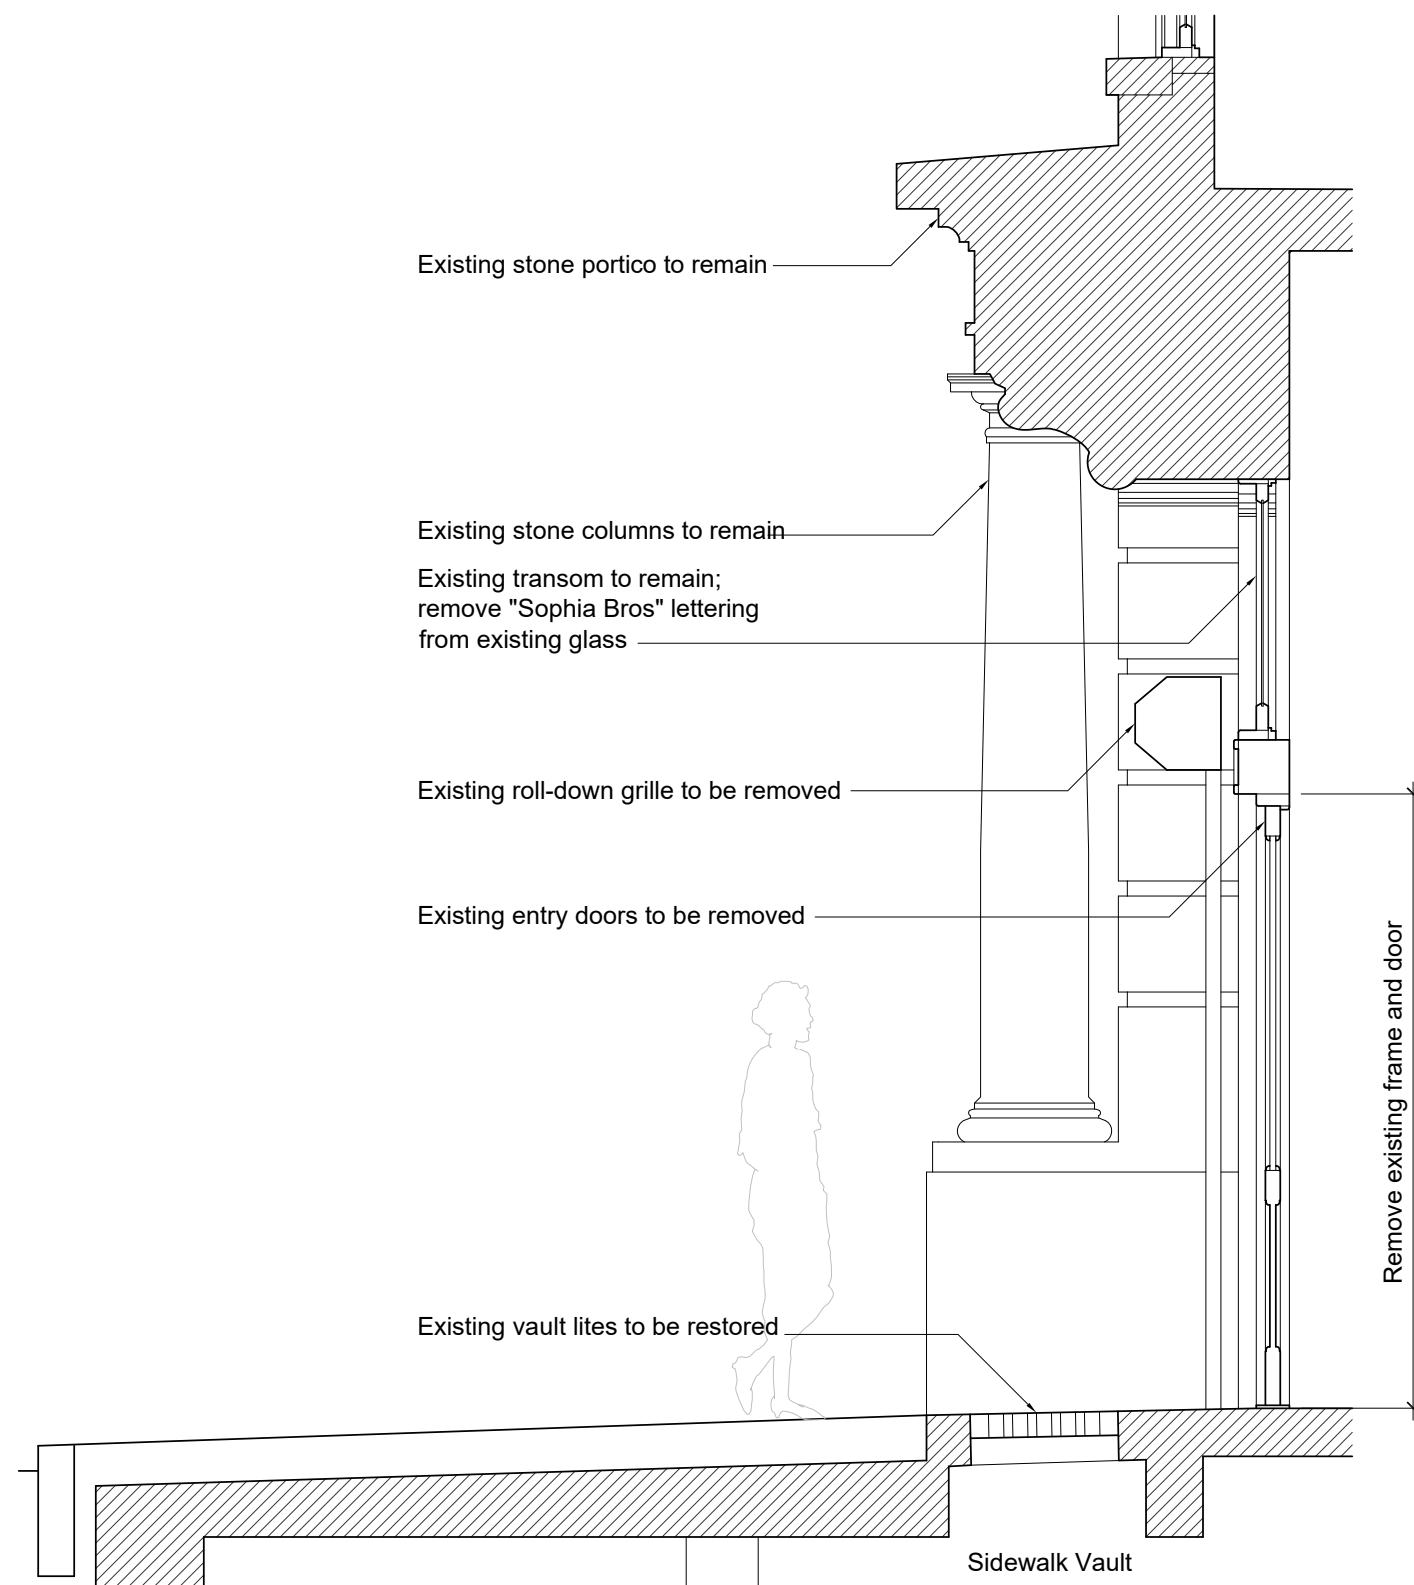 Existing stone portico to remain
Existing stone columns to remain
Existing transom to remain;
remove "Sophia Bros" lettering
from existing glass
Existing roll-down grille to be removed
Existing entry doors to be removed
Remove existing frame and door
Existing vault lites to be restored
Sidewalk Vault